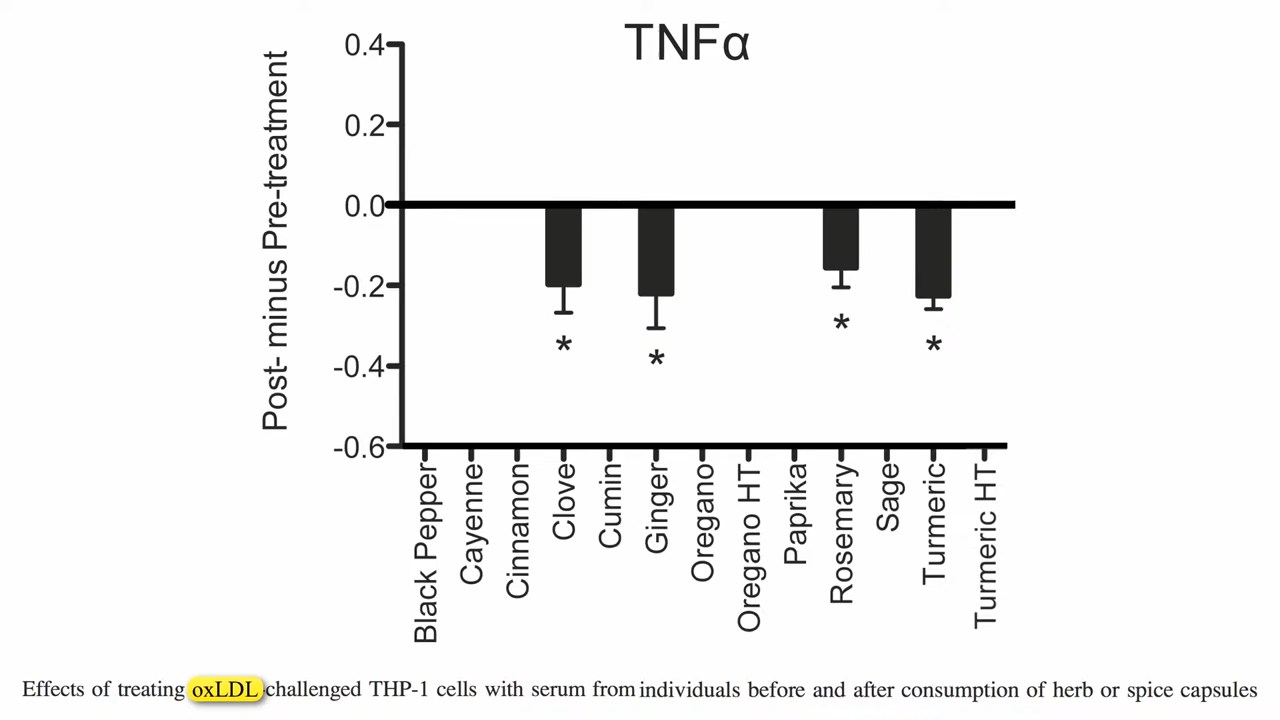 TNFα
Post- minus Pre-treatment
0.4
0.2
0.0
-0.2
-0.4
-0.6
*
*
*
*
Black Pepper
Cayenne
Cinnamon
Clove
Cumin
Ginger
Oregano
Oregano HT
Paprika
Rosemary
Sage
Turmeric
Turmeric HT
Effects of treating oxLDL-challenged THP-1 cells with serum from individuals before and after consumption of herb or spice capsules